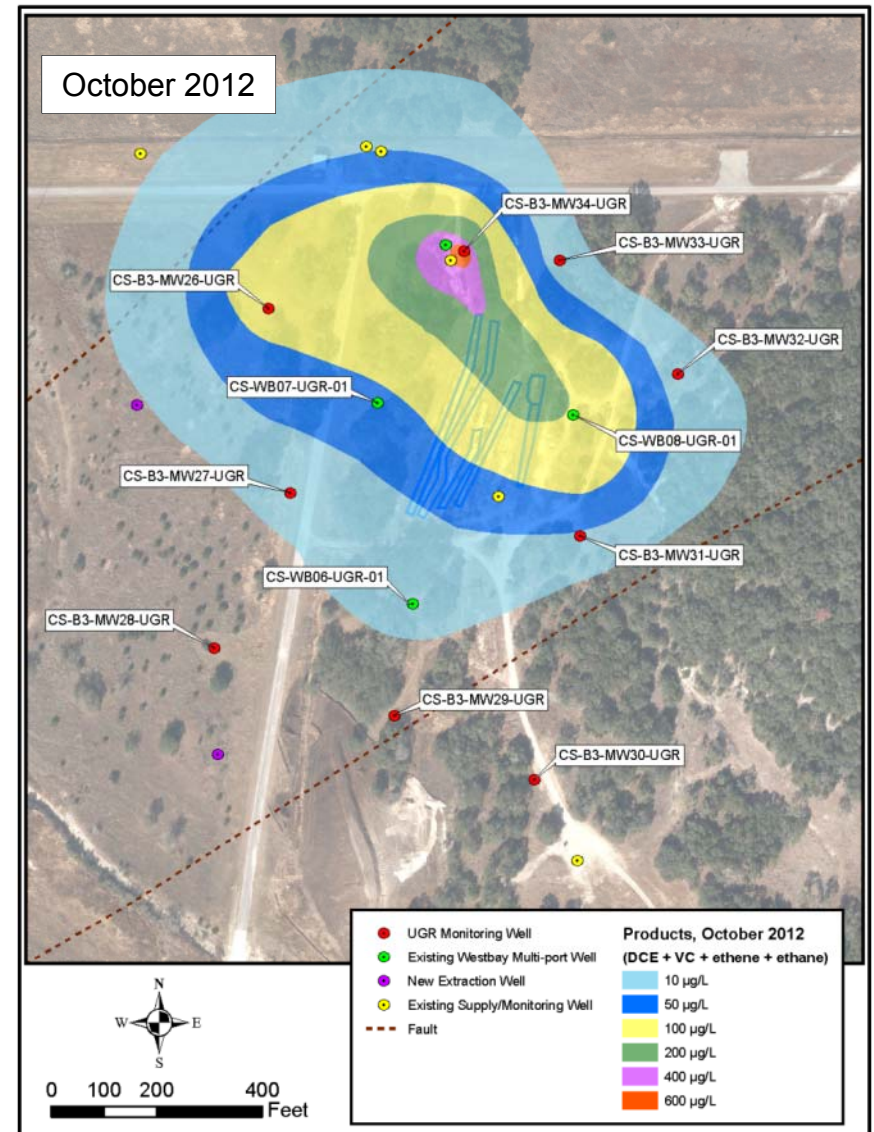 October 2012
CS-B3-MW34-UGR
CS-B3-MW33-UGR
CS-B3-MW26-UGR
CS-B3-MW32-UGR
CS-WB07-UGR-01
CS-WB08-UGR-01
CS-B3-MW27-UGR
CS-B3-MW31-UGR
CS-WB06-UGR-01
CS-B3-MW28-UGR
CS-B3-MW29-UGR
CS-B3-MW30-UGR
UGR Monitoring Well
Existing Westbay Multi-port Well
New Extraction Well
Existing Supply/Monitoring Well
Fault
Products, October 2012
(DCE + VC + ethene + ethane)
10 µg/L
50 µg/L
100 µg/L
200 µg/L
400 µg/L
600 µg/L
N
W E
S
0 100 200 400
Feet